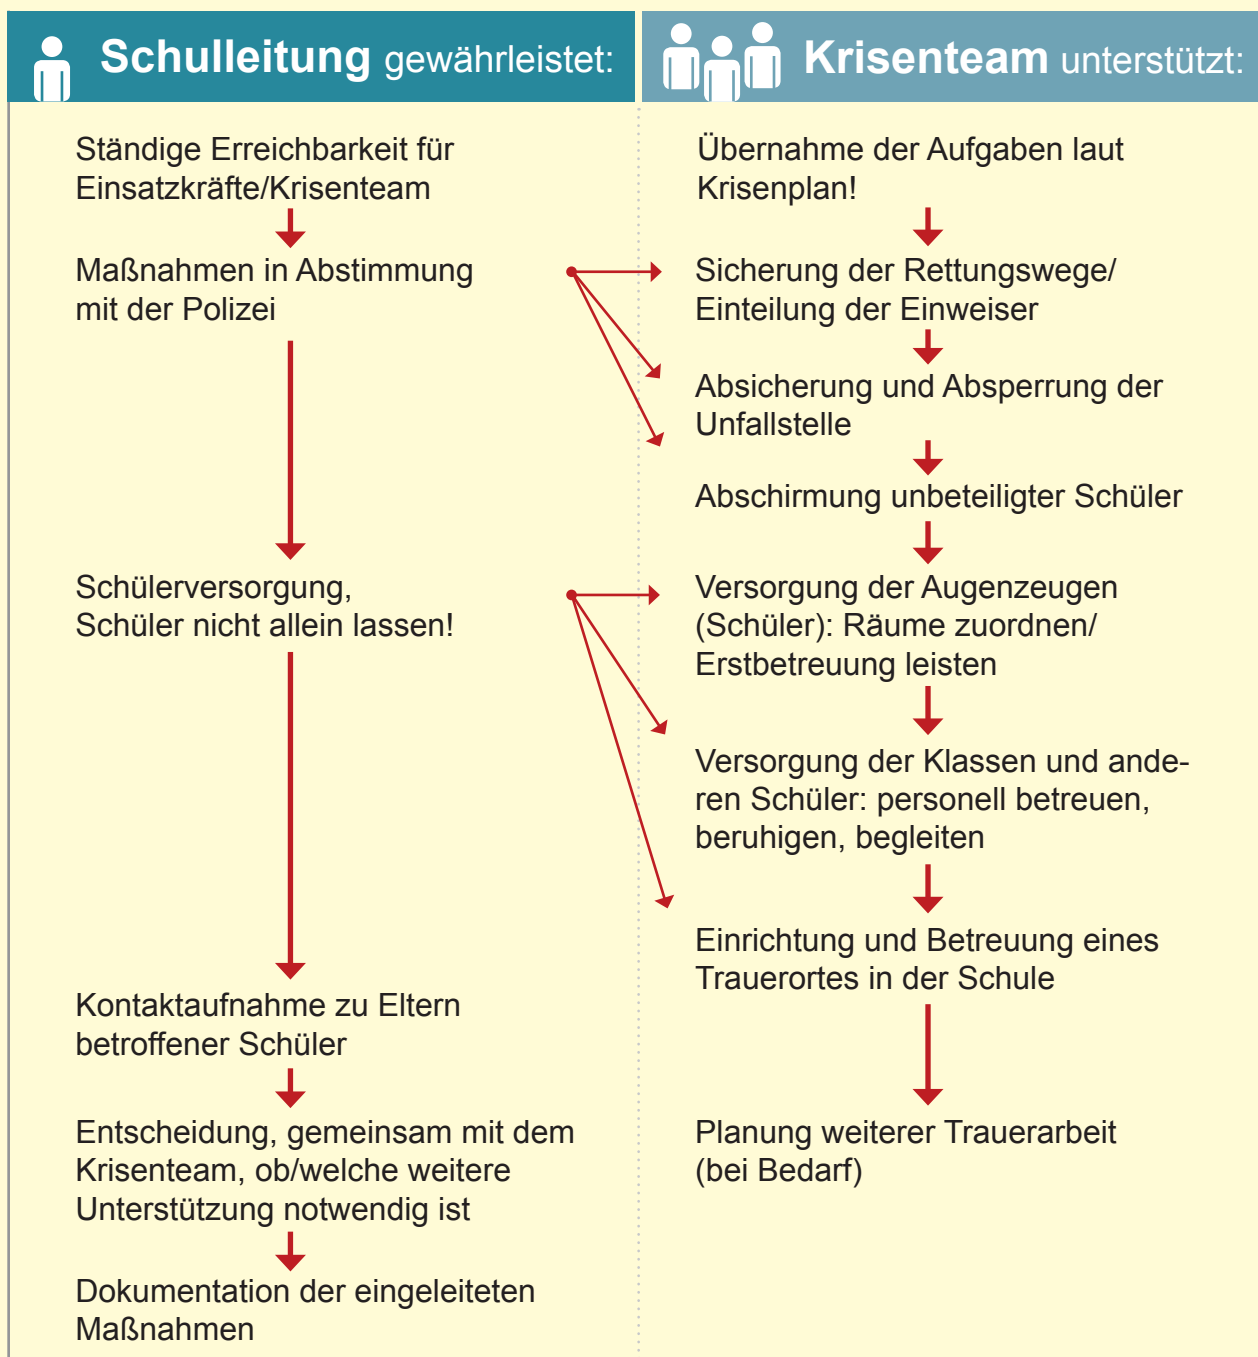 Schulleitung gewährleistet:
Ständige Erreichbarkeit für
Einsatzkräfte/Krisenteam
Maßnahmen in Abstimmung
mit der Polizei
Schülerversorgung,
Schüler nicht allein lassen!
Kontaktaufnahme zu Eltern
betroffener Schüler
Entscheidung, gemeinsam mit dem
Krisenteam, ob/welche weitere
Unterstützung notwendig ist
Dokumentation der eingeleiteten
Maßnahmen
Krisenteam unterstützt:
Übernahme der Aufgaben laut
Krisenplan!
Sicherung der Rettungswege/
Einteilung der Einweiser
Absicherung und Absperrung der
Unfallstelle
Abschirmung unbeteiligter Schüler
Versorgung der Augenzeugen
(Schüler): Räume zuordnen/
Erstbetreuung leisten
Versorgung der Klassen und ande-
ren Schüler: personell betreuen,
beruhigen, begleiten
Einrichtung und Betreuung eines
Trauerortes in der Schule
Planung weiterer Trauerarbeit
(bei Bedarf)